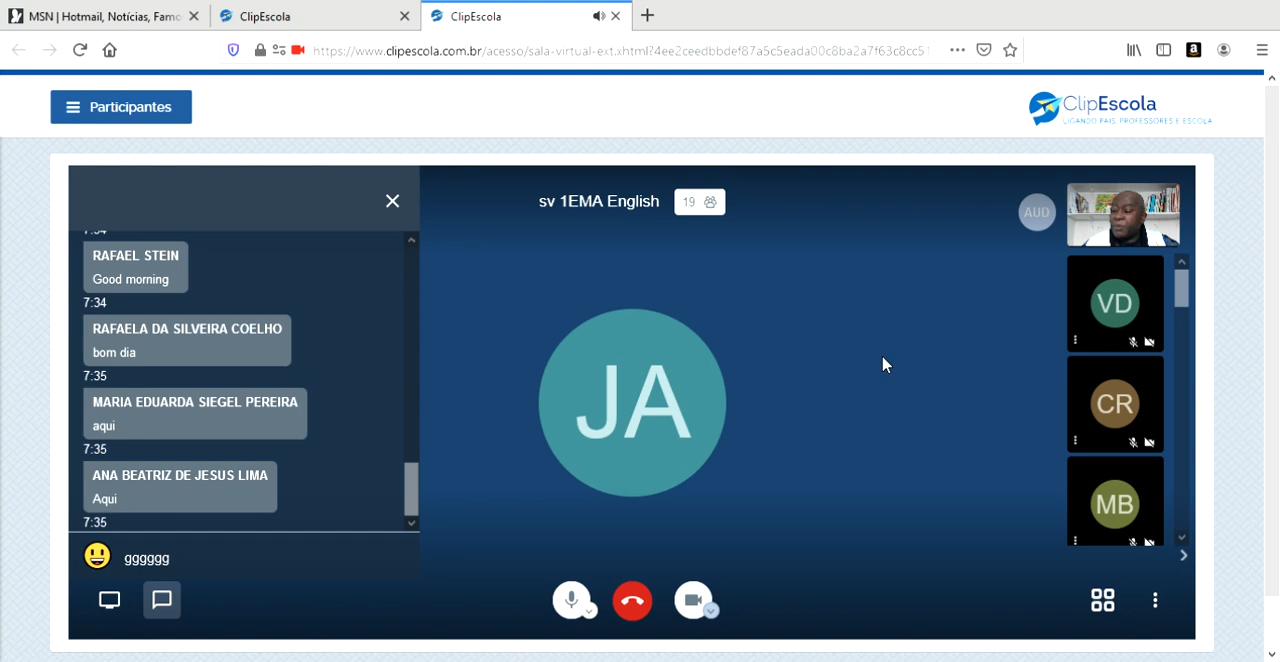 MSN | Hotmail, Notícias, Famo
ClipEscola
ClipEscola
https://www.clipescola.com.br/acesso/sala-virtual-ext.xhtml?4ee2ceedbbdef87a5c5eada00c8ba2a7f63c8cc51
Participantes
ClipEscola
LIGANDO PAIS, PROFESSORES E ESCOLA
sv 1EMA English
19
AUD
7:34
RAFAEL STEIN
Good morning
7:34
RAFAELA DA SILVEIRA COELHO
bom dia
7:35
MARIA EDUARDA SIEGEL PEREIRA
aqui
7:35
ANA BEATRIZ DE JESUS LIMA
Aqui
7:35
gggggg
JA
VD
CR
MB